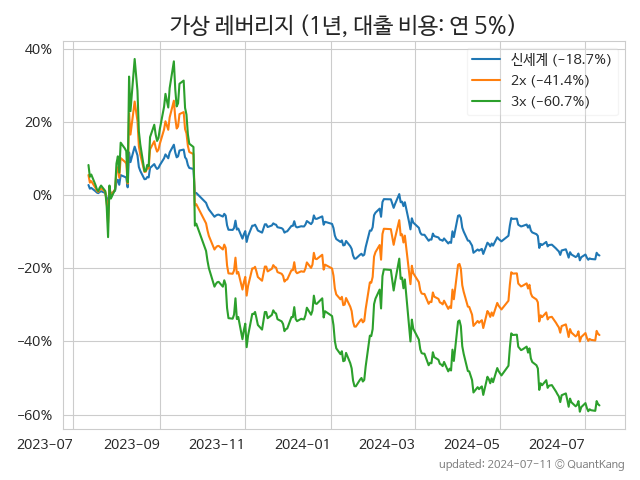 가상 레버리지 (1년, 대출 비용: 연 5%)
신세계 (-18.7%)
2x (-41.4%)
3x (-60.7%)
40%
20%
0%
-20%
-40%
-60%
2023-07
2023-09
2023-11
2024-01
2024-03
2024-05
2024-07
updated: 2024-07-11 © QuantKang